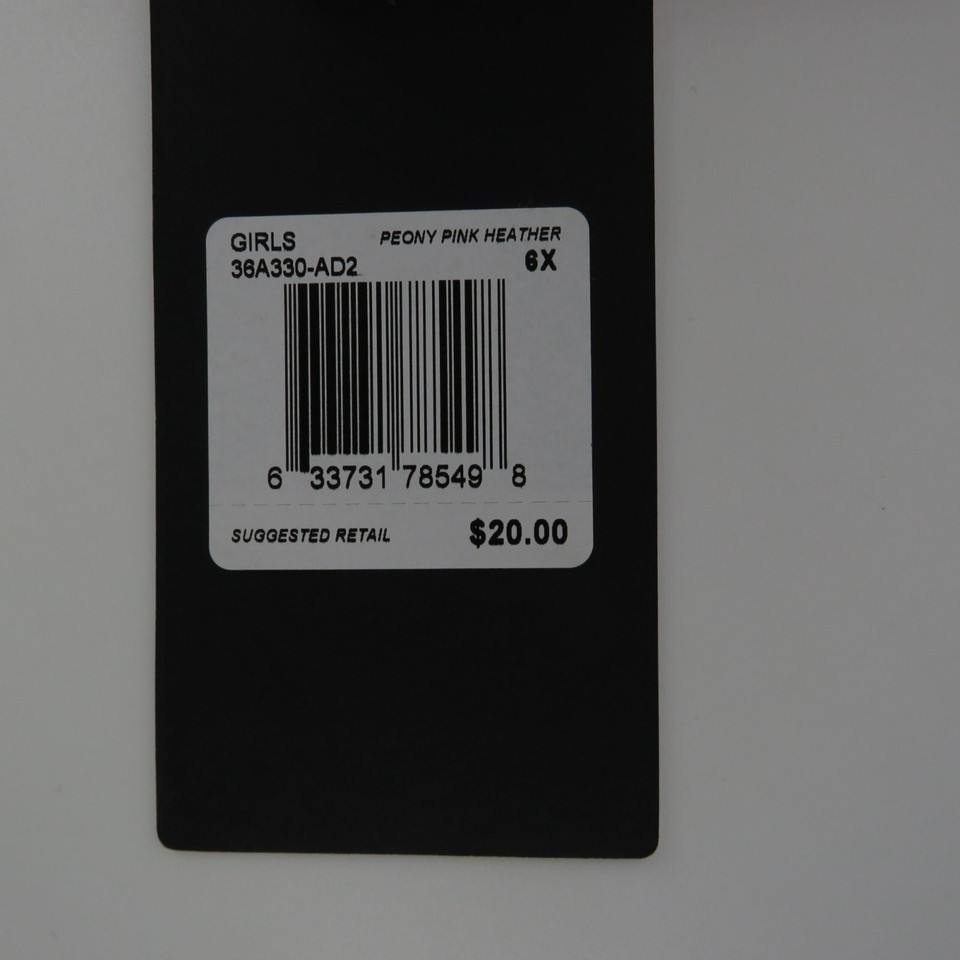 GIRLS PEONY PINK HEATHER
36A330-AD2 6X
6 33731 78549 8
SUGGESTED RETAIL $20.00